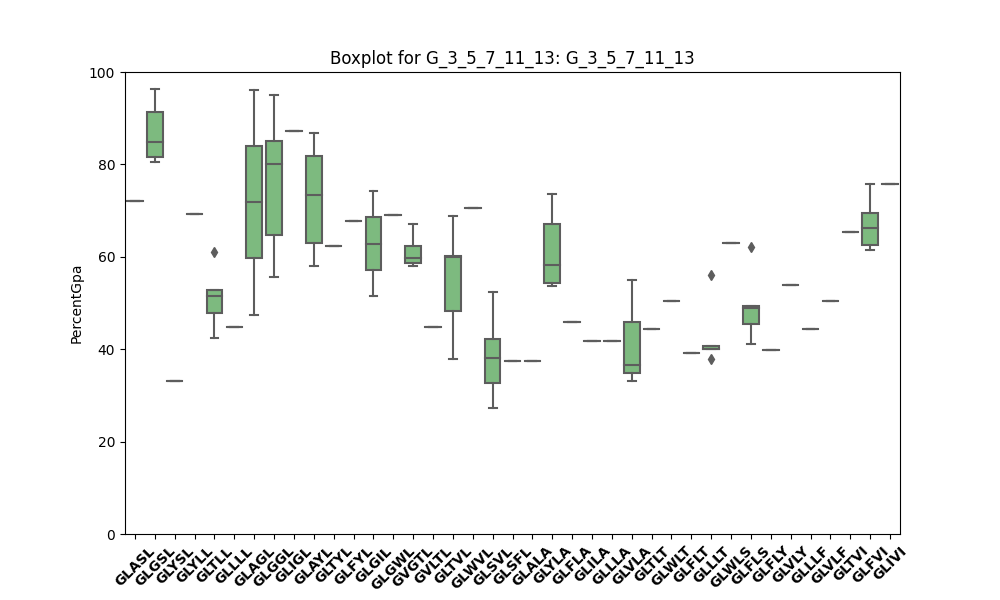 Boxplot for G_3_5_7_11_13: G_3_5_7_11_13
PercentGpa
100
80
60
40
20
0
GLASL
GLGSL
GLYSL
GLYLL
GLTLL
GLLLL
GLAGL
GLGGL
GLIGL
GLAYL
GLTYL
GLFYL
GLGIL
GLGWL
GVGTL
GVLTL
GLTVL
GLWVL
GLSVL
GLSFL
GLALA
GLYLA
GLFLA
GLILA
GLLLA
GLVLA
GLTLT
GLWLT
GLFLT
GLLLT
GLWLS
GLFLS
GLFLY
GLVLY
GLLLF
GLVLF
GLTVI
GLFVI
GLIVI